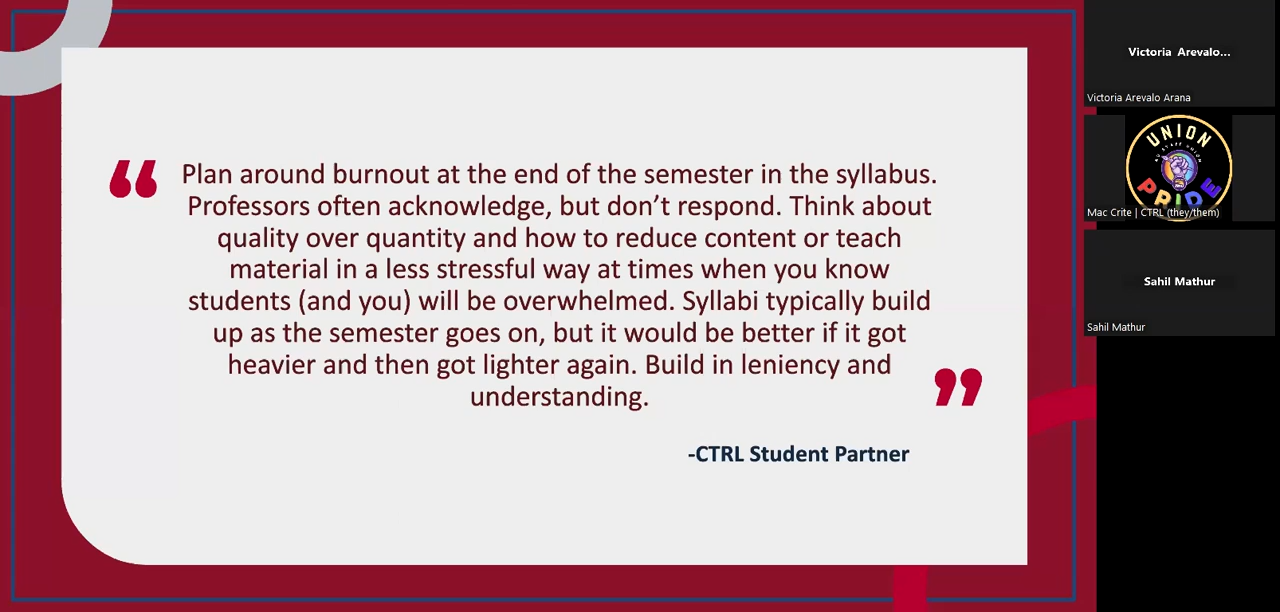 Plan around burnout at the end of the semester in the syllabus.
Professors often acknowledge, but don’t respond. Think about
quality over quantity and how to reduce content or teach
material in a less stressful way at times when you know
students (and you) will be overwhelmed. Syllabi typically build
up as the semester goes on, but it would be better if it got
heavier and then got lighter again. Build in leniency and
understanding.
-CTRL Student Partner
Victoria Arevalo...
Victoria Arevalo Arana
UNION
AU STAFF UNION
PRIDE
Mac Crite | CTRL (they/them)
Sahil Mathur
Sahil Mathur